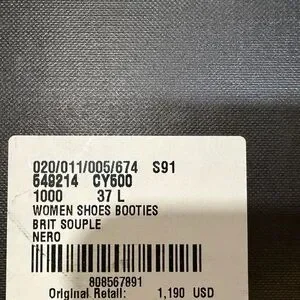 020/011/005/674 S91
549214 CY500
1000 37 L
WOMEN SHOES BOOTIES
BRIT SOUPLE
NERO
808567891
Original Retail: 1,190 USD